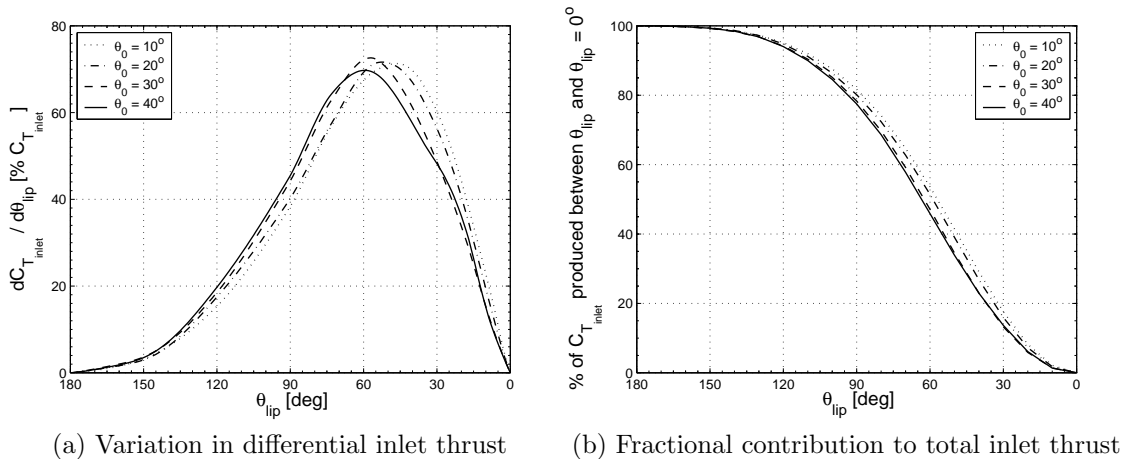 dC_T_inlet / dθ_lip [% C_T_inlet]
80
60
40
20
0
180 150 120 90 60 30 0
θ_lip [deg]
θ_0 = 10°
θ_0 = 20°
θ_0 = 30°
θ_0 = 40°
(a) Variation in differential inlet thrust
% of C_T_inlet produced between θ_lip and θ_lip = 0°
100
80
60
40
20
0
180 150 120 90 60 30 0
θ_lip [deg]
θ_0 = 10°
θ_0 = 20°
θ_0 = 30°
θ_0 = 40°
(b) Fractional contribution to total inlet thrust